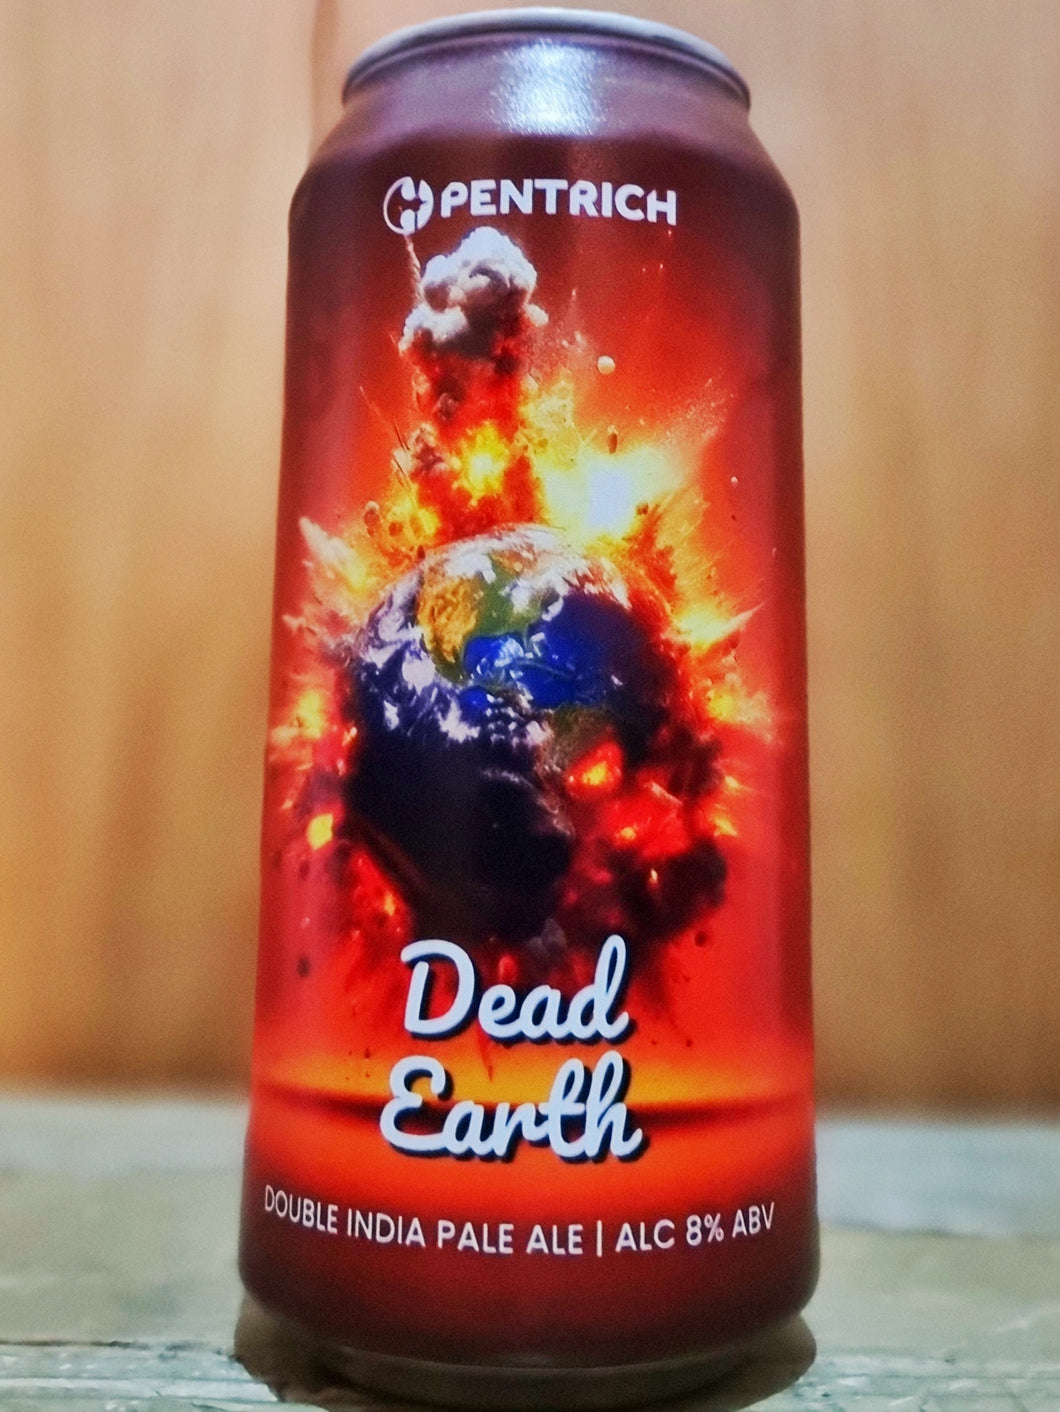 PENTRICH
Dead
Earth
DOUBLE INDIA PALE ALE | ALC 8% ABV